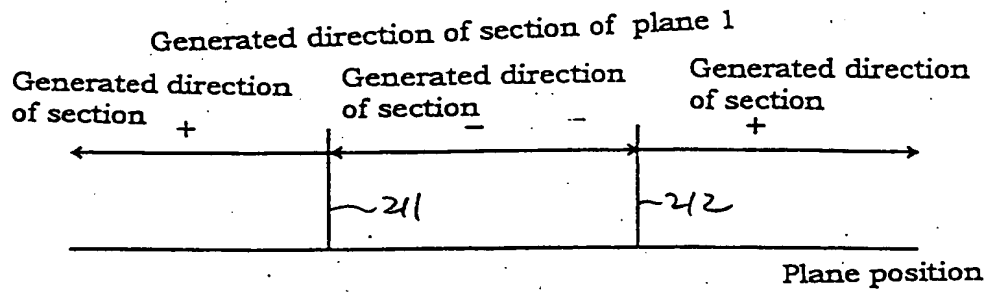 Generated direction of section of plane 1
Generated direction
of section
+
Generated direction
of section
-
Generated direction
of section
+
211
212
Plane position